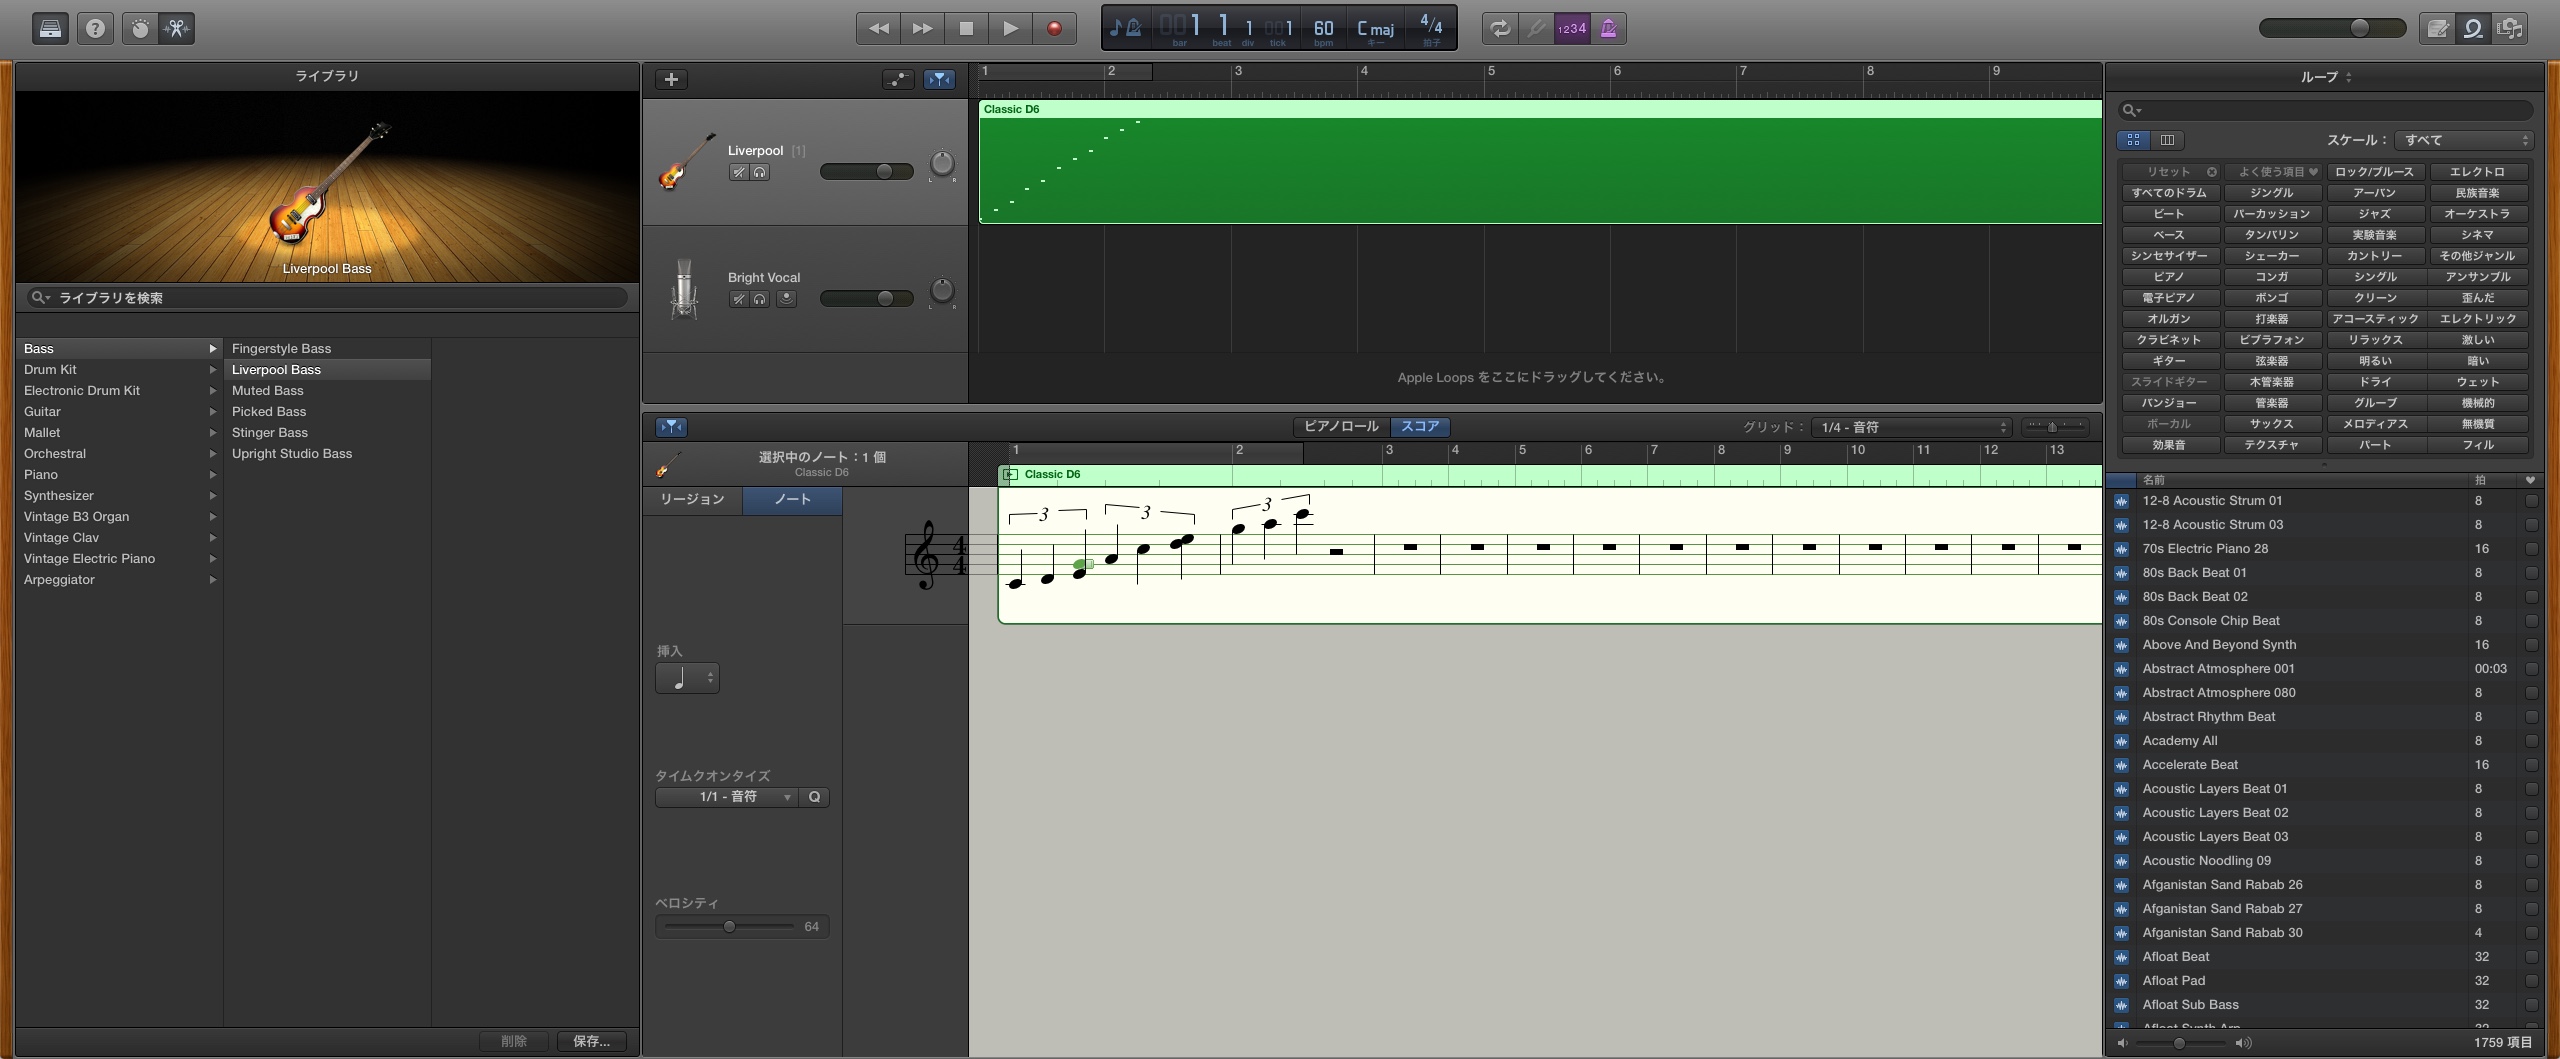 1 1 1 1 60 C maj 4/4
bar beat div tick bpm キー 拍子
1234
ライブラリ
Liverpool Bass
ライブラリを検索
Bass
Drum Kit
Electronic Drum Kit
Guitar
Mallet
Orchestral
Piano
Synthesizer
Vintage B3 Organ
Vintage Clav
Vintage Electric Piano
Arpeggiator
Fingerstyle Bass
Liverpool Bass
Muted Bass
Picked Bass
Stinger Bass
Upright Studio Bass
削除 保存...
1 2 3 4 5 6 7 8 9
Liverpool [1]
L R
Classic D6
Bright Vocal
L R
Apple Loops をここにドラッグしてください。
ピアノロール スコア
グリッド： 1/4 - 音符
選択中のノート：1 個
Classic D6
1 2 3 4 5 6 7 8 9 10 11 12 13
Classic D6
リージョン ノート
3 3 3
4
4
挿入
タイムクオンタイズ
1/1 - 音符 Q
ベロシティ
64
ループ
スケール： すべて
リセット よく使う項目 ロック/ブルース エレクトロ
すべてのドラム ジングル アーバン 民族音楽
ビート パーカッション ジャズ オーケストラ
ベース タンバリン 実験音楽 シネマ
シンセサイザー シェーカー カントリー その他ジャンル
ピアノ コンガ シングル アンサンブル
電子ピアノ ボンゴ クリーン 歪んだ
オルガン 打楽器 アコースティック エレクトリック
クラビネット ビブラフォン リラックス 激しい
ギター 弦楽器 明るい 暗い
スライドギター 木管楽器 ドライ ウェット
バンジョー 管楽器 グルーブ 機械的
ボーカル サックス メロディアス 無機質
効果音 テクスチャ パート フィル
名前 拍
12-8 Acoustic Strum 01 8
12-8 Acoustic Strum 03 8
70s Electric Piano 28 16
80s Back Beat 01 8
80s Back Beat 02 8
80s Console Chip Beat 8
Above And Beyond Synth 16
Abstract Atmosphere 001 00:03
Abstract Atmosphere 080 8
Abstract Rhythm Beat 8
Academy All 8
Accelerate Beat 16
Acoustic Layers Beat 01 8
Acoustic Layers Beat 02 8
Acoustic Layers Beat 03 8
Acoustic Noodling 09 8
Afganistan Sand Rabab 26 8
Afganistan Sand Rabab 27 8
Afganistan Sand Rabab 30 4
Afloat Beat 32
Afloat Pad 32
Afloat Sub Bass 32
Afloat Synth Arp 32
1759 項目